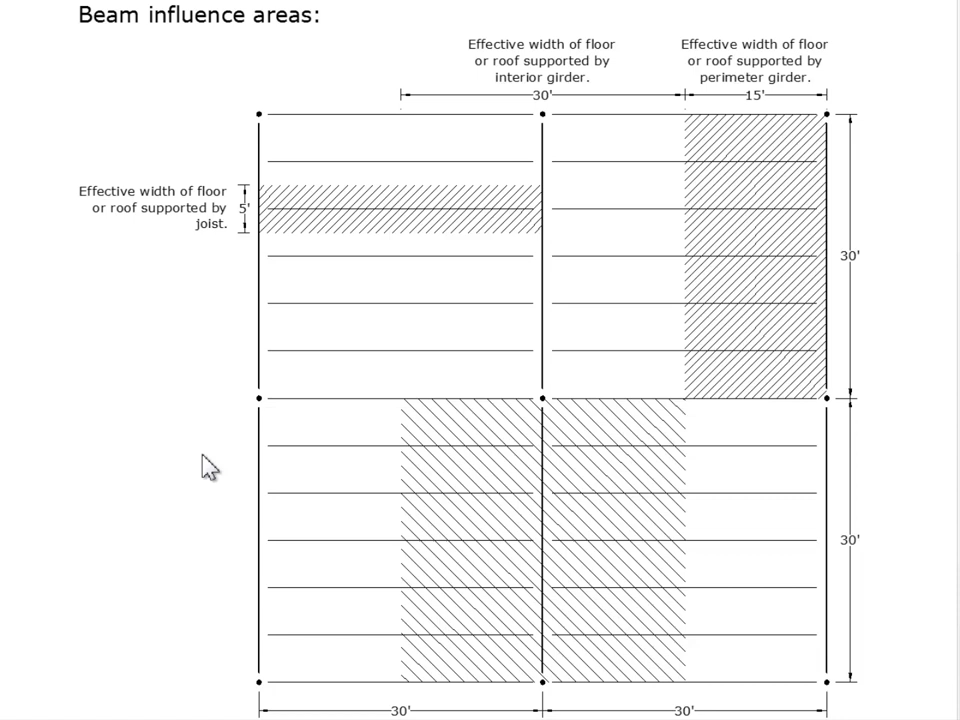 Beam influence areas:
Effective width of floor
or roof supported by
interior girder.
Effective width of floor
or roof supported by
perimeter girder.
30'
15'
Effective width of floor
or roof supported by
joist.
5'
30'
30'
30'
30'